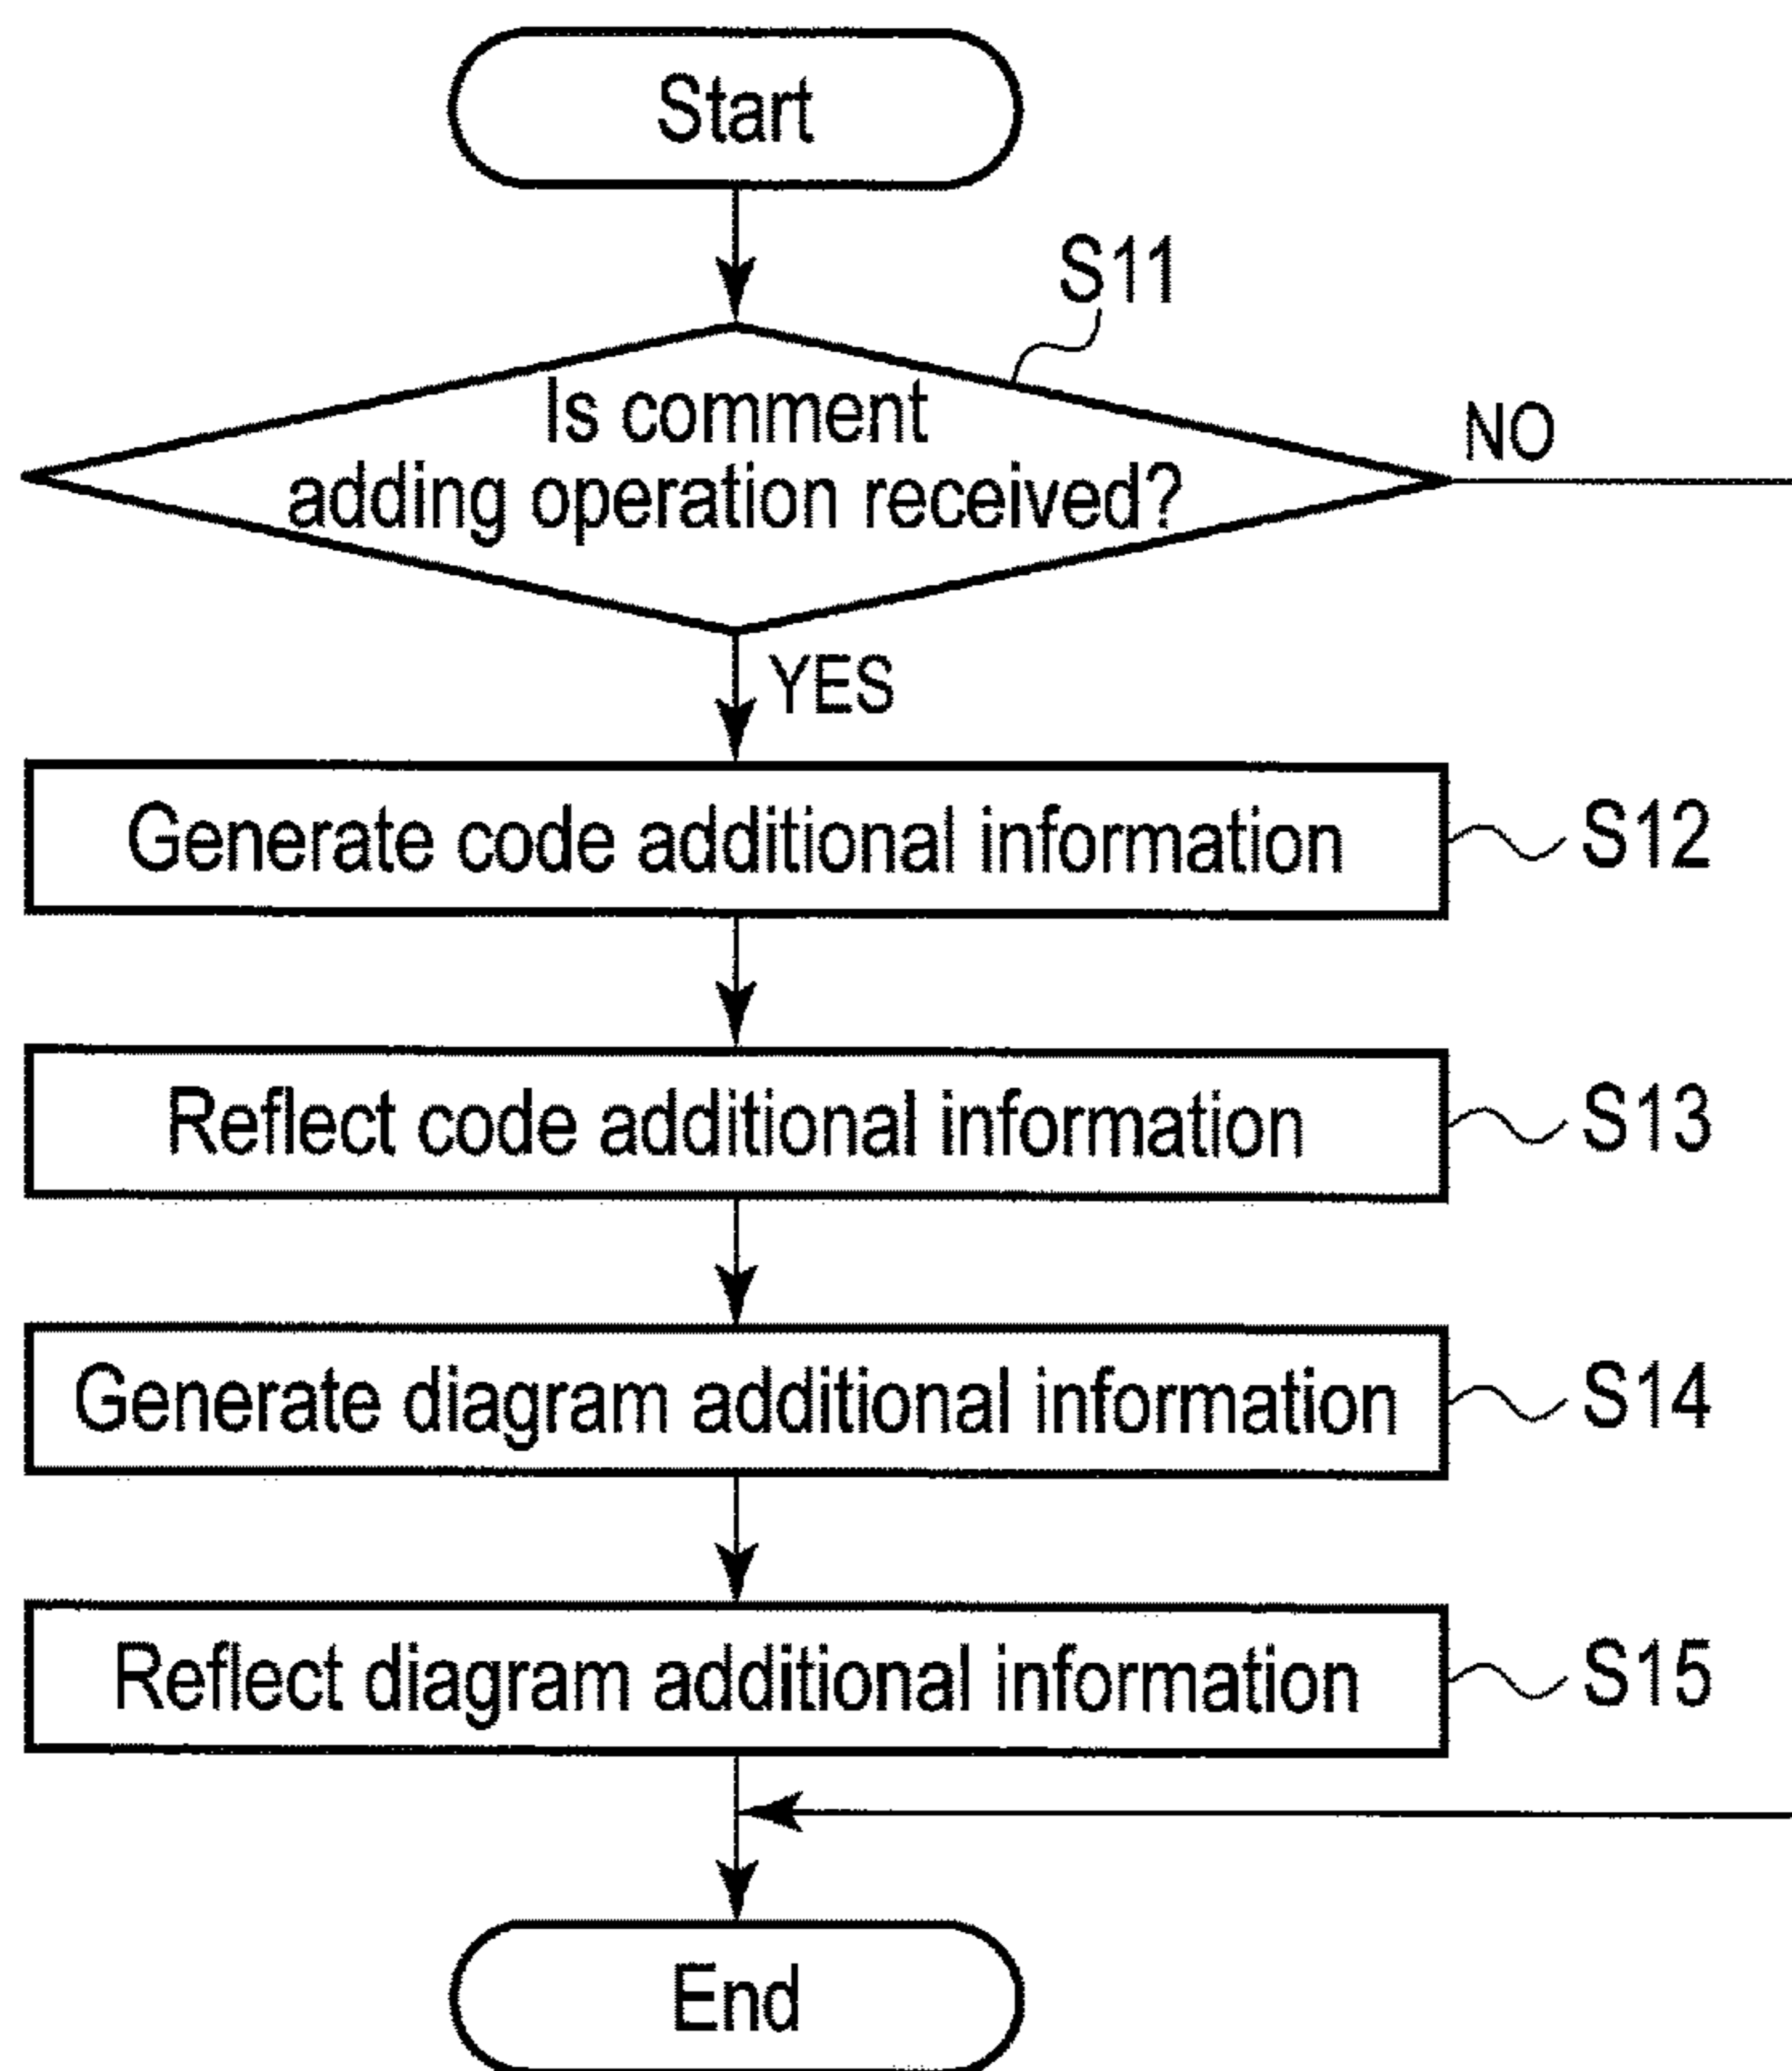 Start
S11
Is comment
adding operation received?
NO
YES
Generate code additional information
S12
Reflect code additional information
S13
Generate diagram additional information
S14
Reflect diagram additional information
S15
End